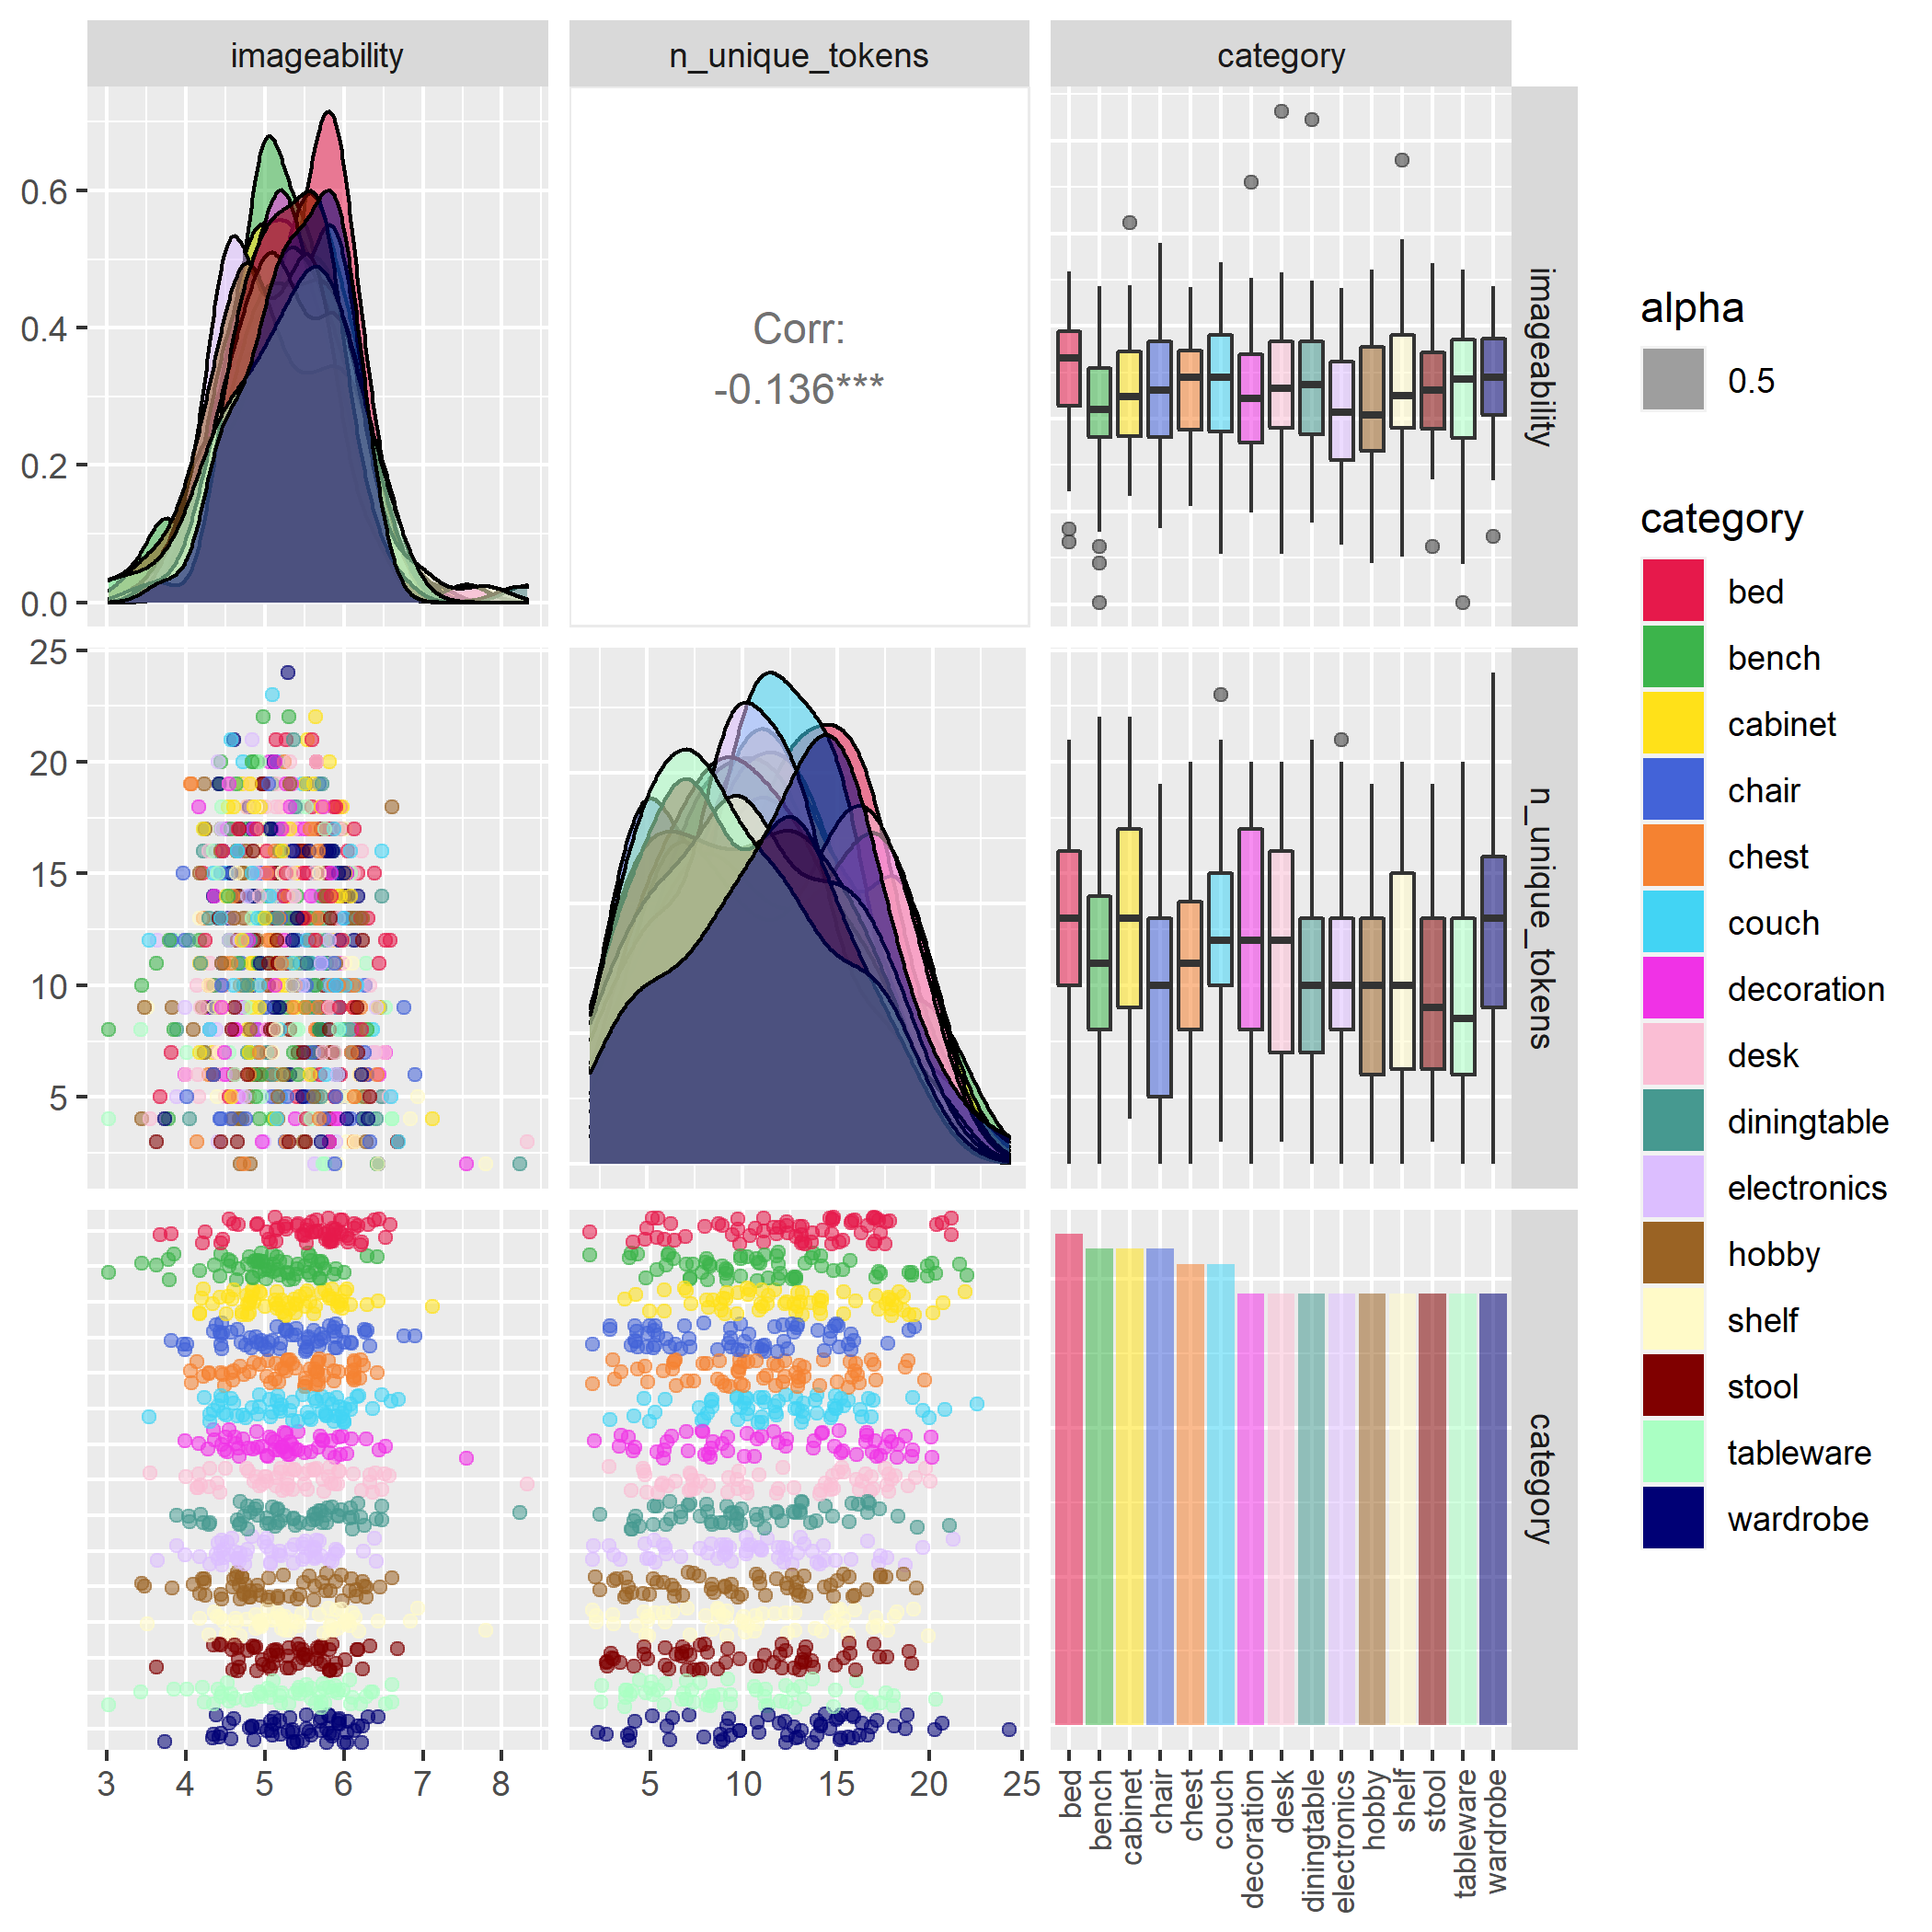 imageability
n_unique_tokens
category
0.6
0.4
0.2
0.0
Corr:
-0.136***
imageability
25
20
15
10
5
n_unique_tokens
category
3 4 5 6 7 8
5 10 15 20 25
bed
bench
cabinet
chair
chest
couch
decoration
desk
diningtable
electronics
hobby
shelf
stool
tableware
wardrobe
alpha
0.5
category
bed
bench
cabinet
chair
chest
couch
decoration
desk
diningtable
electronics
hobby
shelf
stool
tableware
wardrobe